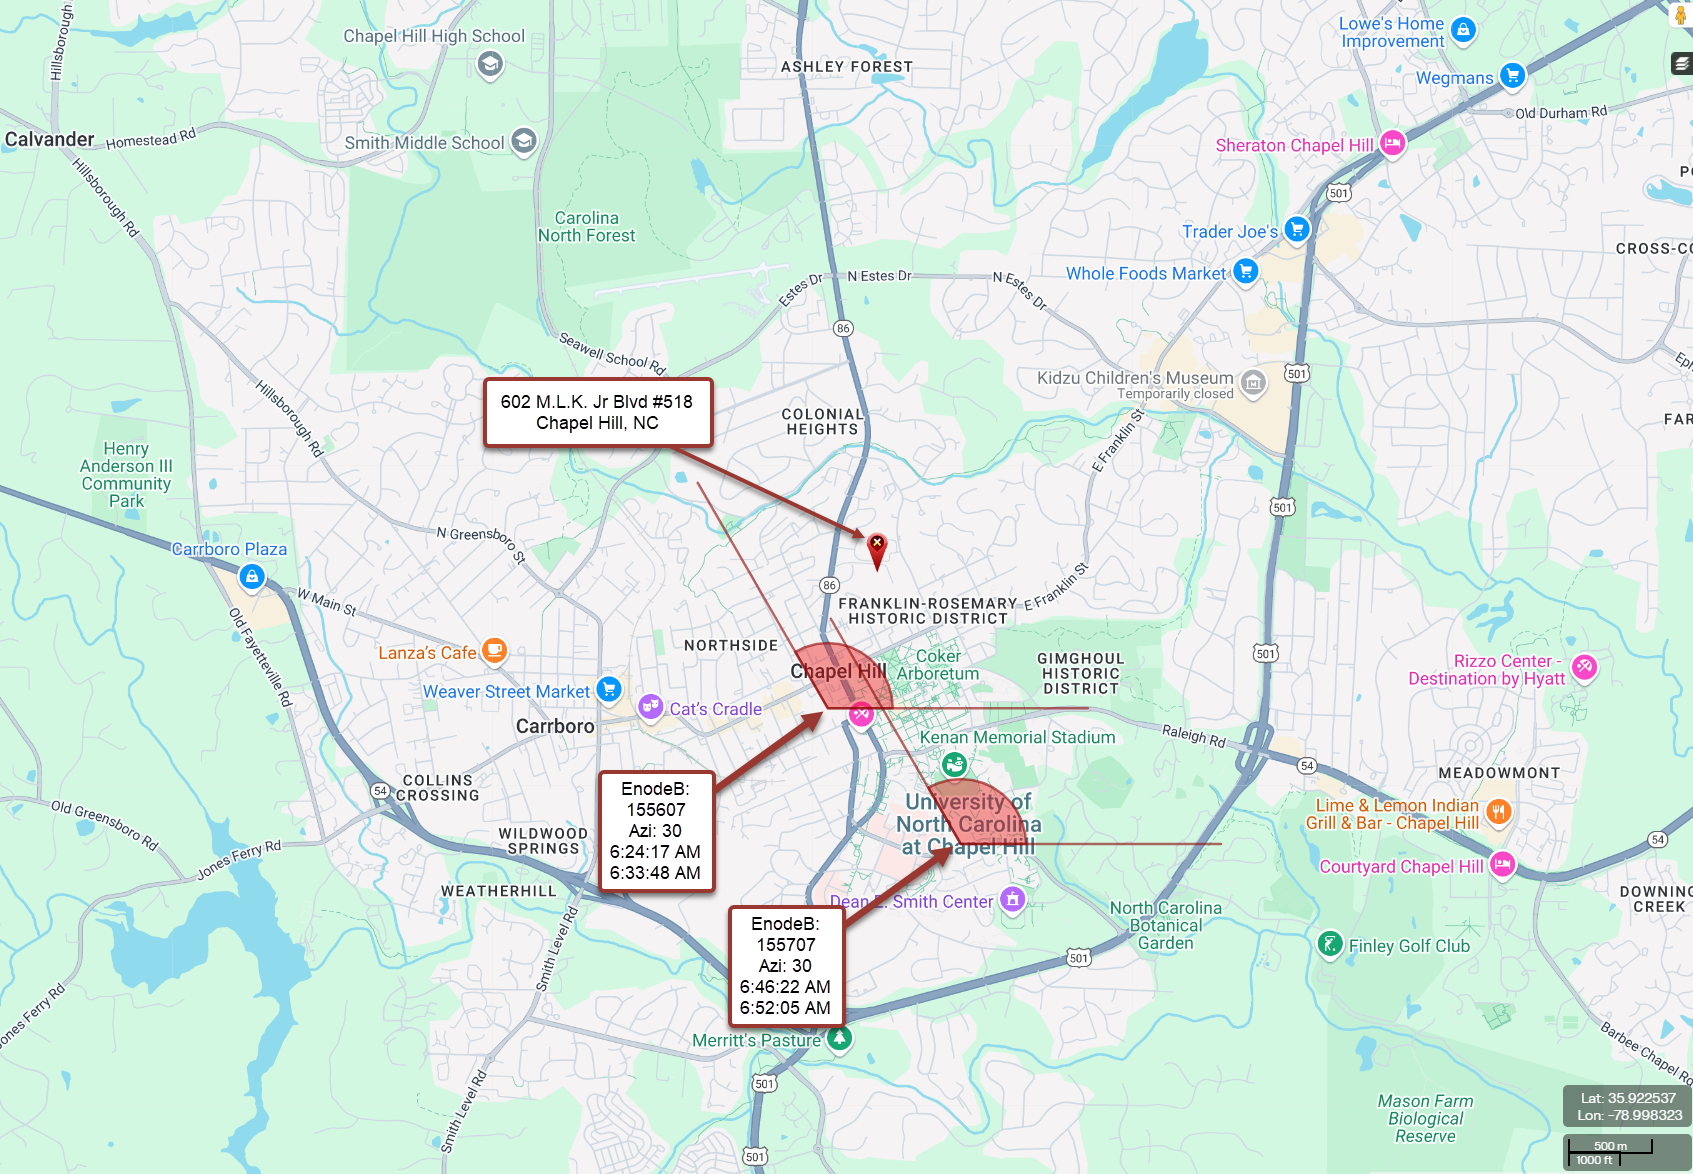 Chapel Hill High School
Hillsborough Rd
ASHLEY FOREST
Lowe's Home
Improvement
Wegmans
Old Durham Rd
Calvander
Homestead Rd
Smith Middle School
Sheraton Chapel Hill
Hillsborough Rd
501
Carolina
North Forest
Trader Joe's
CROSS-CO
Whole Foods Market
Estes Dr
N Estes Dr
N Estes Dr
86
Seawell School Rd
501
Kidzu Children's Museum
Temporarily closed
602 M.L.K. Jr Blvd #518
Chapel Hill, NC
Hillsborough Rd
COLONIAL
HEIGHTS
FAR
E Franklin St
Henry
Anderson III
Community
Park
501
N Greensboro St
Carrboro Plaza
W Main St
86
E Franklin St
FRANKLIN-ROSEMARY
HISTORIC DISTRICT
Old Fayetteville Rd
NORTHSIDE
Lanza's Cafe
Chapel Hill
Coker
Arboretum
GIMGHOUL
HISTORIC
DISTRICT
501
Rizzo Center -
Destination by Hyatt
Weaver Street Market
Cat's Cradle
Carrboro
Kenan Memorial Stadium
Raleigh Rd
54
MEADOWMONT
COLLINS
CROSSING
54
EnodeB:
155607
Azi: 30
6:24:17 AM
6:33:48 AM
University of
North Carolina
at Chapel Hill
Lime & Lemon Indian
Grill & Bar - Chapel Hill
Old Greensboro Rd
WILDWOOD
SPRINGS
54
Jones Ferry Rd
Courtyard Chapel Hill
WEATHERHILL
Dean E. Smith Center
DOWNING
CREEK
EnodeB:
155707
Azi: 30
6:46:22 AM
6:52:05 AM
North Carolina
Botanical
Garden
Finley Golf Club
Smith Level Rd
501
Jones Ferry Rd
Merritt's Pasture
Barbee Chapel Rd
501
Smith Level Rd
Mason Farm
Biological
Reserve
Lat: 35.922537
Lon: -78.998323
501
500 m
1000 ft